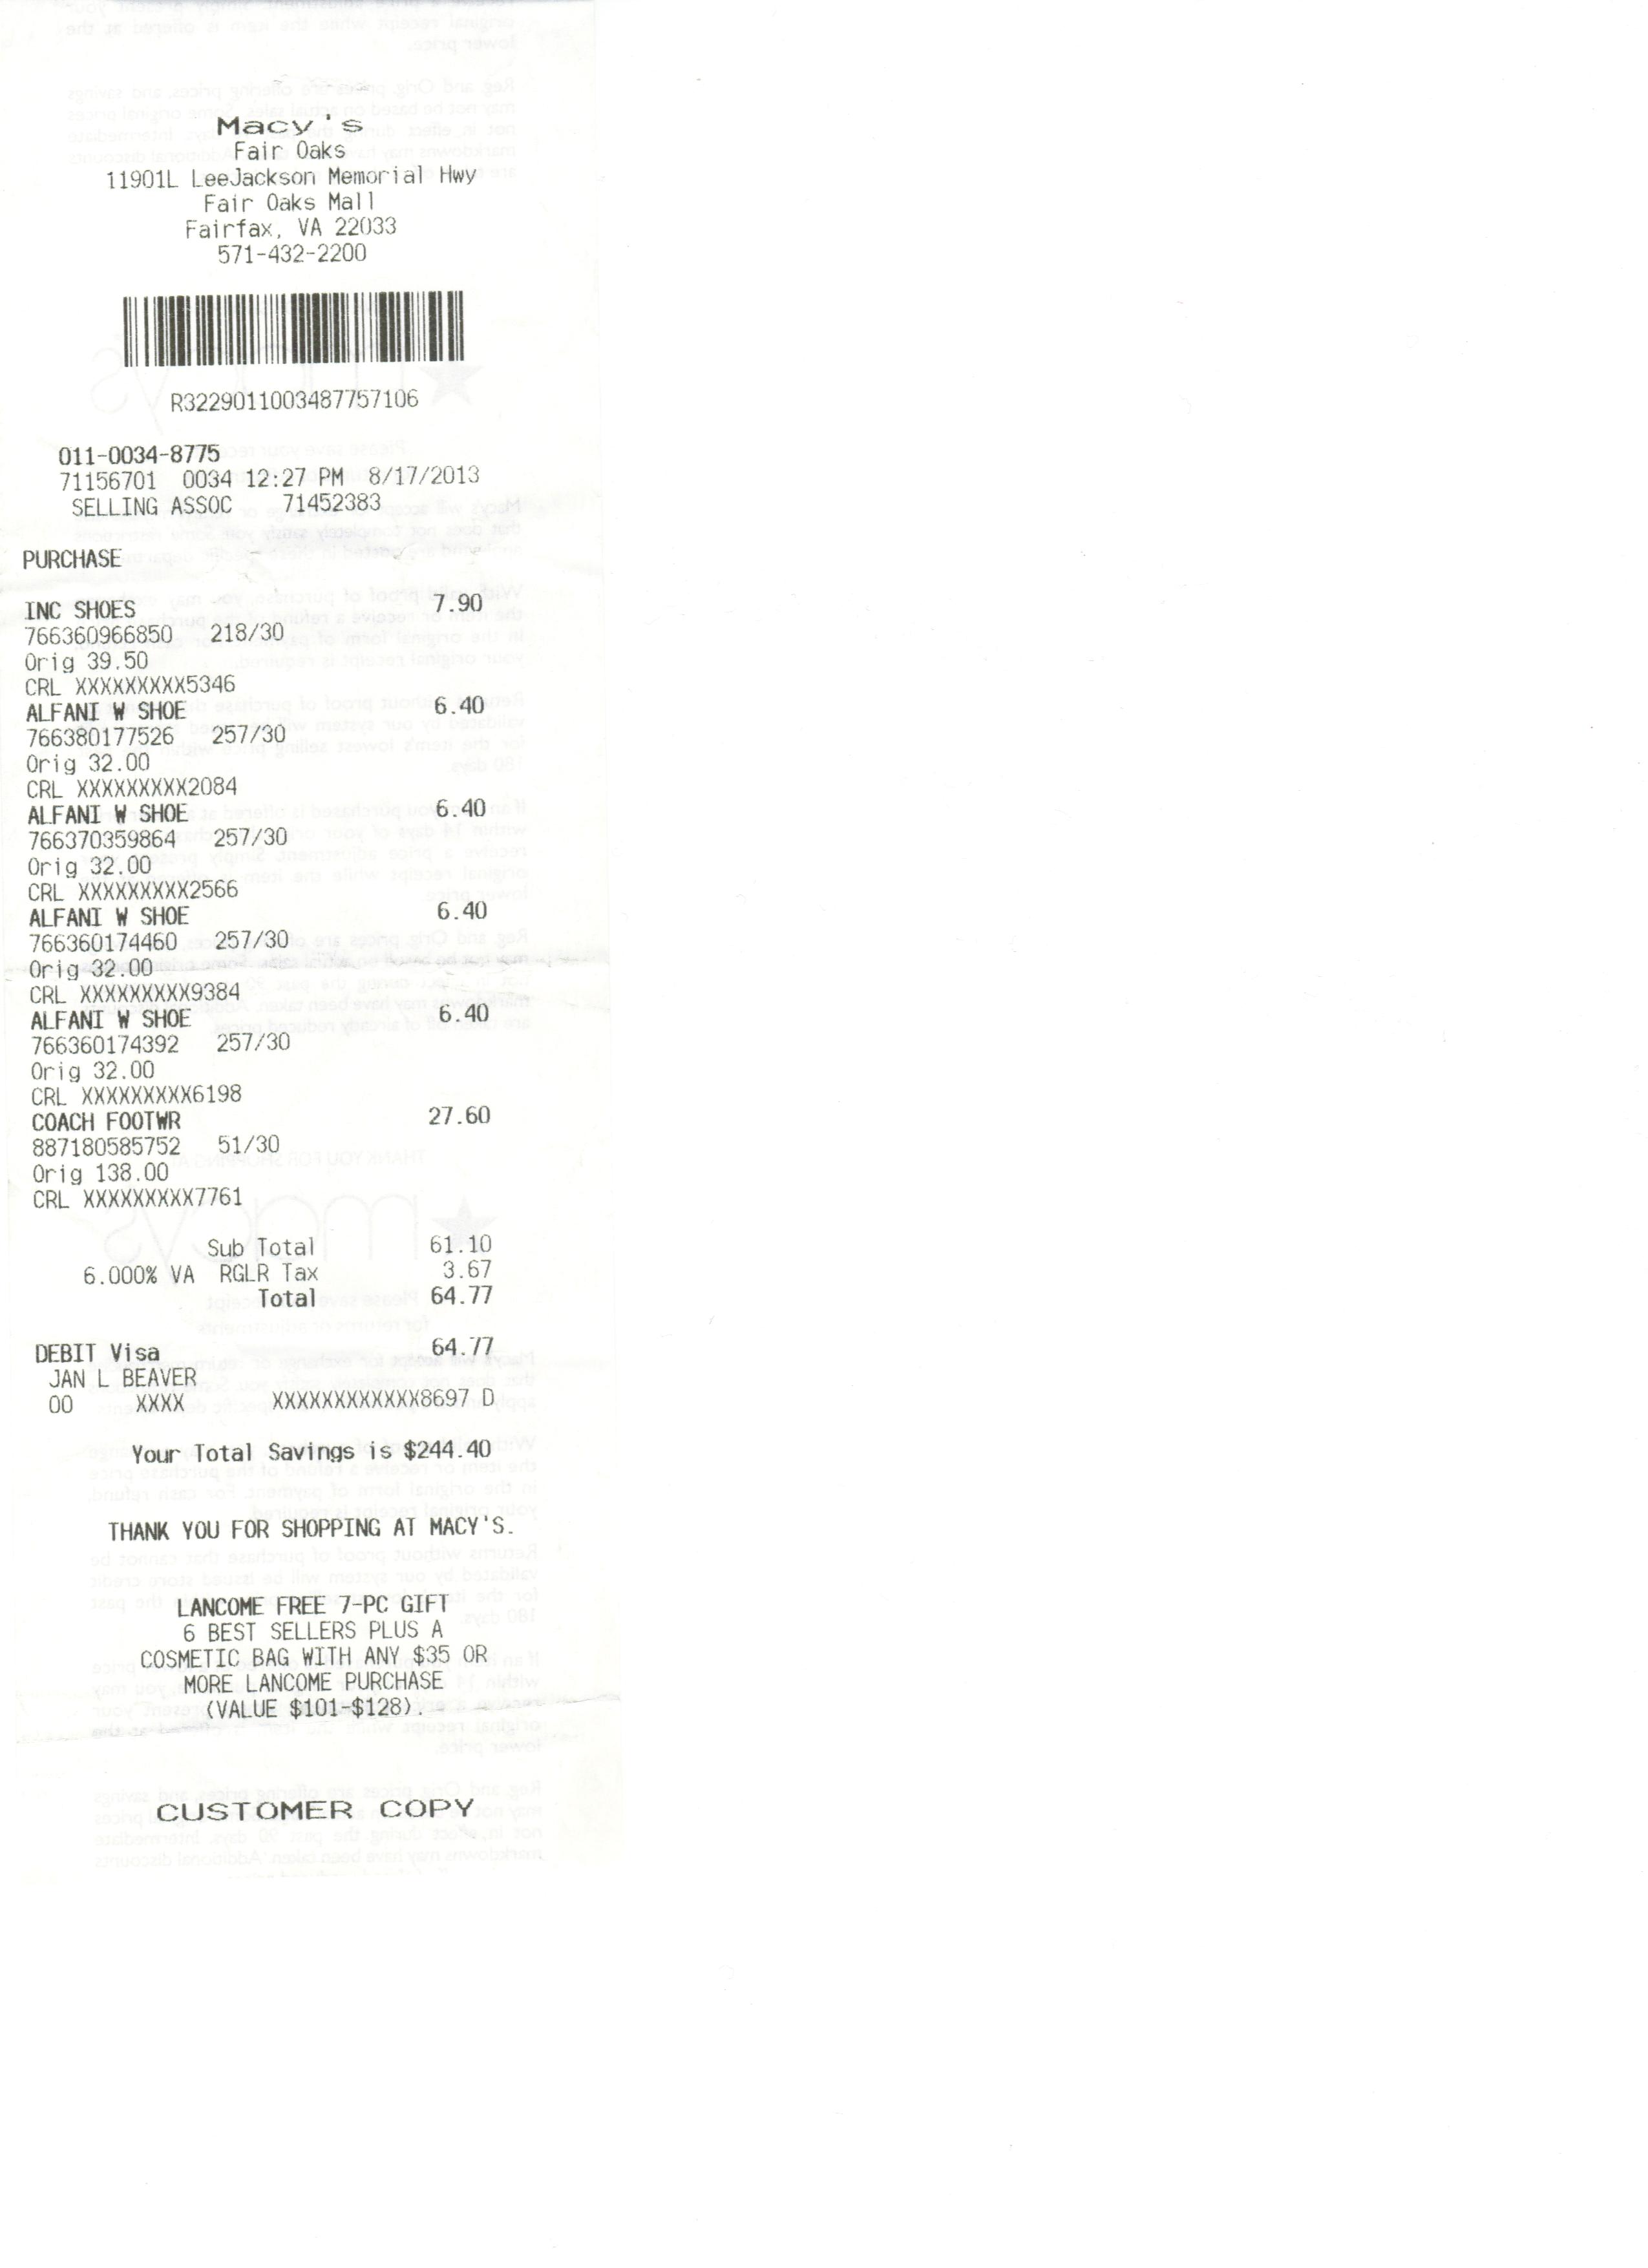 Macy's
Fair Oaks
11901L LeeJackson Memorial Hwy
Fair Oaks Mall
Fairfax, VA 22033
571-432-2200
R3229011003487757106
011-0034-8775
71156701 0034 12:27 PM 8/17/2013
SELLING ASSOC 71452383
PURCHASE
INC SHOES 7.90
766360966850 218/30
Orig 39.50
CRL XXXXXXXXX5346
ALFANI W SHOE 6.40
766380177526 257/30
Orig 32.00
CRL XXXXXXXXX2084
ALFANI W SHOE 6.40
766370359864 257/30
Orig 32.00
CRL XXXXXXXXX2566
ALFANI W SHOE 6.40
766360174460 257/30
Orig 32.00
CRL XXXXXXXXX9384
ALFANI W SHOE 6.40
766360174392 257/30
Orig 32.00
CRL XXXXXXXXX6198
COACH FOOTWR 27.60
887180585752 51/30
Orig 138.00
CRL XXXXXXXXX7761
Sub Total 61.10
6.000% VA RGLR Tax 3.67
Total 64.77
DEBIT Visa 64.77
JAN L BEAVER
00 XXXX XXXXXXXXXXXX8697 D
Your Total Savings is $244.40
THANK YOU FOR SHOPPING AT MACY'S.
LANCOME FREE 7-PC GIFT
6 BEST SELLERS PLUS A
COSMETIC BAG WITH ANY $35 OR
MORE LANCOME PURCHASE
(VALUE $101-$128).
CUSTOMER COPY